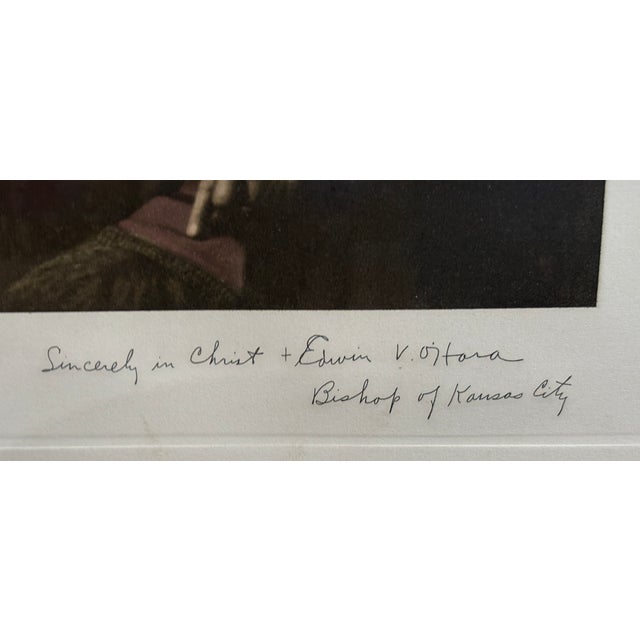 Sincerely in Christ + Edwin V. O'Hara
Bishop of Kansas City